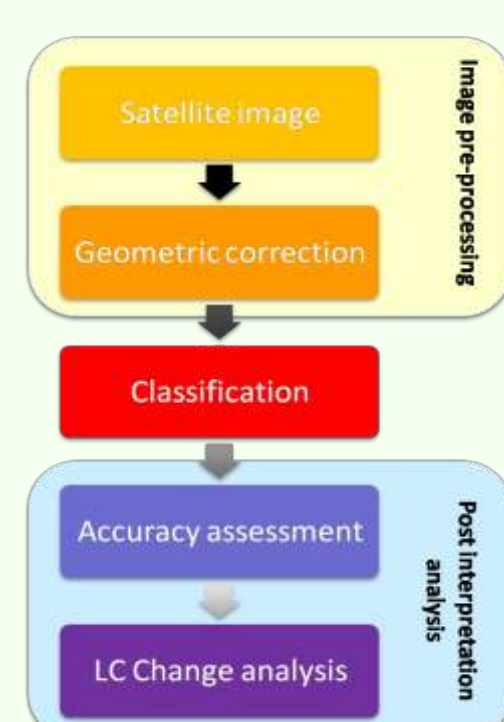 Satellite image
Geometric correction
Image pre-processing
Classification
Accuracy assessment
LC Change analysis
Post interpretation
analysis